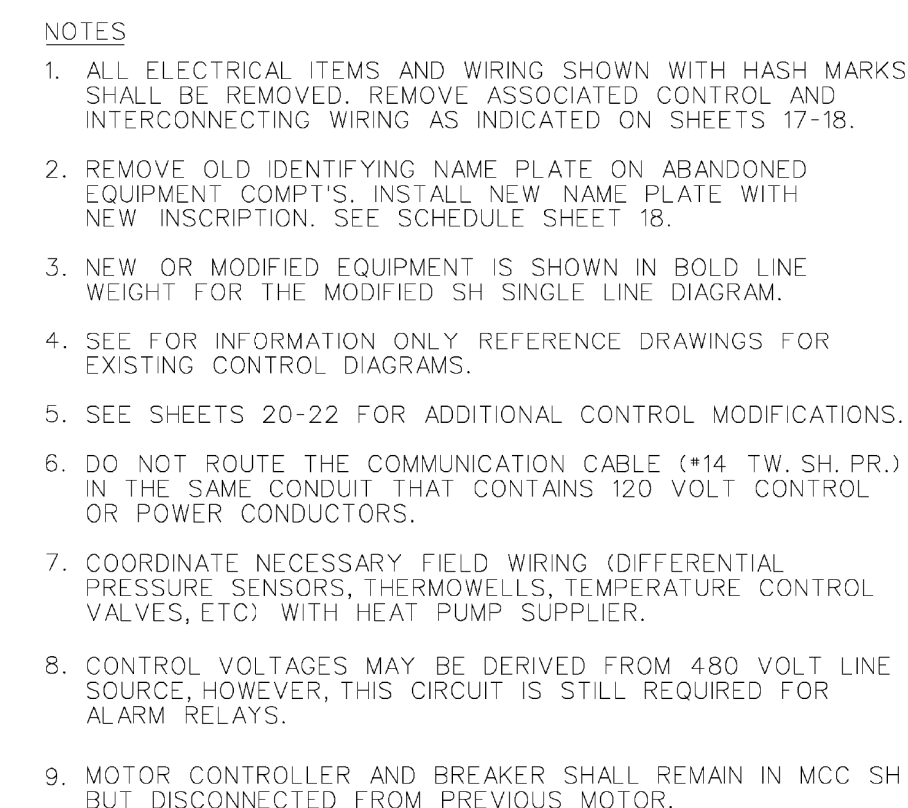 NOTES
1. ALL ELECTRICAL ITEMS AND WIRING SHOWN WITH HASH MARKS
SHALL BE REMOVED. REMOVE ASSOCIATED CONTROL AND
INTERCONNECTING WIRING AS INDICATED ON SHEETS 17-18.
2. REMOVE OLD IDENTIFYING NAME PLATE ON ABANDONED
EQUIPMENT COMPT'S. INSTALL NEW NAME PLATE WITH
NEW INSCRIPTION. SEE SCHEDULE SHEET 18.
3. NEW OR MODIFIED EQUIPMENT IS SHOWN IN BOLD LINE
WEIGHT FOR THE MODIFIED SH SINGLE LINE DIAGRAM.
4. SEE FOR INFORMATION ONLY REFERENCE DRAWINGS FOR
EXISTING CONTROL DIAGRAMS.
5. SEE SHEETS 20-22 FOR ADDITIONAL CONTROL MODIFICATIONS.
6. DO NOT ROUTE THE COMMUNICATION CABLE (#14 TW. SH. PR.)
IN THE SAME CONDUIT THAT CONTAINS 120 VOLT CONTROL
OR POWER CONDUCTORS.
7. COORDINATE NECESSARY FIELD WIRING (DIFFERENTIAL
PRESSURE SENSORS, THERMOWELLS, TEMPERATURE CONTROL
VALVES, ETC) WITH HEAT PUMP SUPPLIER.
8. CONTROL VOLTAGES MAY BE DERIVED FROM 480 VOLT LINE
SOURCE, HOWEVER, THIS CIRCUIT IS STILL REQUIRED FOR
ALARM RELAYS.
9. MOTOR CONTROLLER AND BREAKER SHALL REMAIN IN MCC SH
BUT DISCONNECTED FROM PREVIOUS MOTOR.